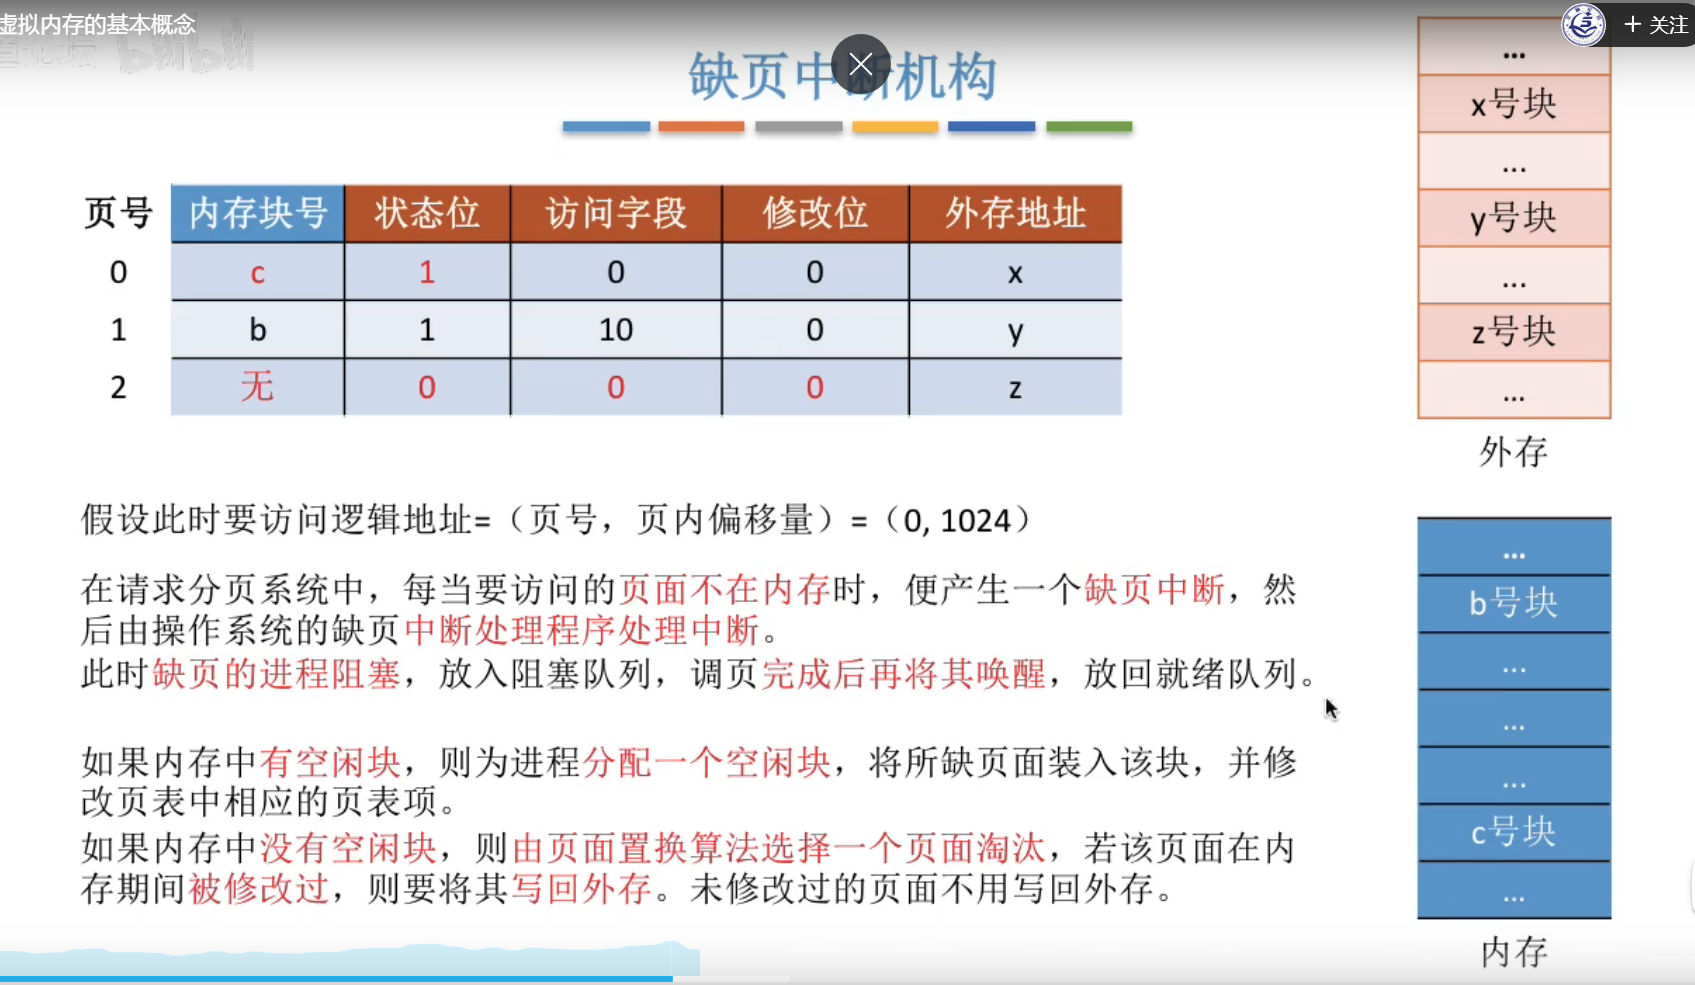 虚拟内存的基本概念
+ 关注
bilibili
缺页中断机构
页号 内存块号 状态位 访问字段 修改位 外存地址
0 c 1 0 0 x
1 b 1 10 0 y
2 无 0 0 0 z
假设此时要访问逻辑地址=（页号，页内偏移量）=（0, 1024）
在请求分页系统中，每当要访问的页面不在内存时，便产生一个缺页中断，然
后由操作系统的缺页中断处理程序处理中断。
此时缺页的进程阻塞，放入阻塞队列，调页完成后再将其唤醒，放回就绪队列。
如果内存中有空闲块，则为进程分配一个空闲块，将所缺页面装入该块，并修
改页表中相应的页表项。
如果内存中没有空闲块，则由页面置换算法选择一个页面淘汰，若该页面在内
存期间被修改过，则要将其写回外存。未修改过的页面不用写回外存。
...
x号块
...
y号块
...
z号块
...
外存
...
b号块
...
...
...
c号块
...
内存